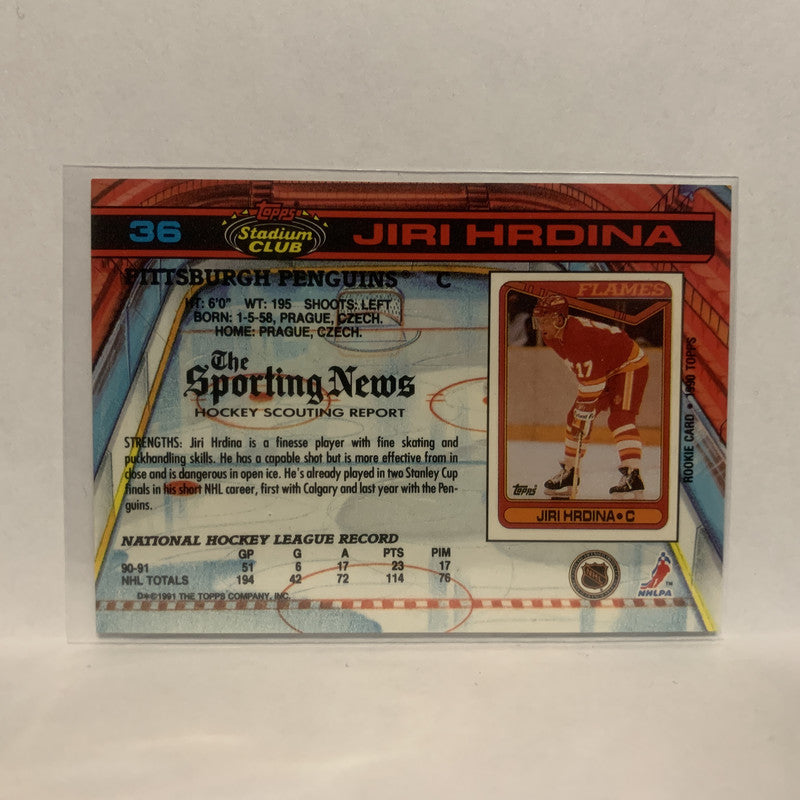 36
Topps
Stadium
CLUB
JIRI HRDINA
PITTSBURGH PENGUINS® C
HT: 6'0" WT: 195 SHOOTS: LEFT
BORN: 1-5-58, PRAGUE, CZECH.
HOME: PRAGUE, CZECH.
The
Sporting News
HOCKEY SCOUTING REPORT
STRENGTHS: Jiri Hrdina is a finesse player with fine skating and
puckhandling skills. He has a capable shot but is more effective from in
close and is dangerous in open ice. He's already played in two Stanley Cup
finals in his short NHL career, first with Calgary and last year with the Pen-
guins.
NATIONAL HOCKEY LEAGUE RECORD
GP G A PTS PIM
90-91 51 6 17 23 17
NHL TOTALS 194 42 72 114 76
D*©1991 THE TOPPS COMPANY, INC.
FLAMES
17
Topps
JIRI HRDINA • C
ROOKIE CARD • 1990 TOPPS
NHL
NHLPA
TM